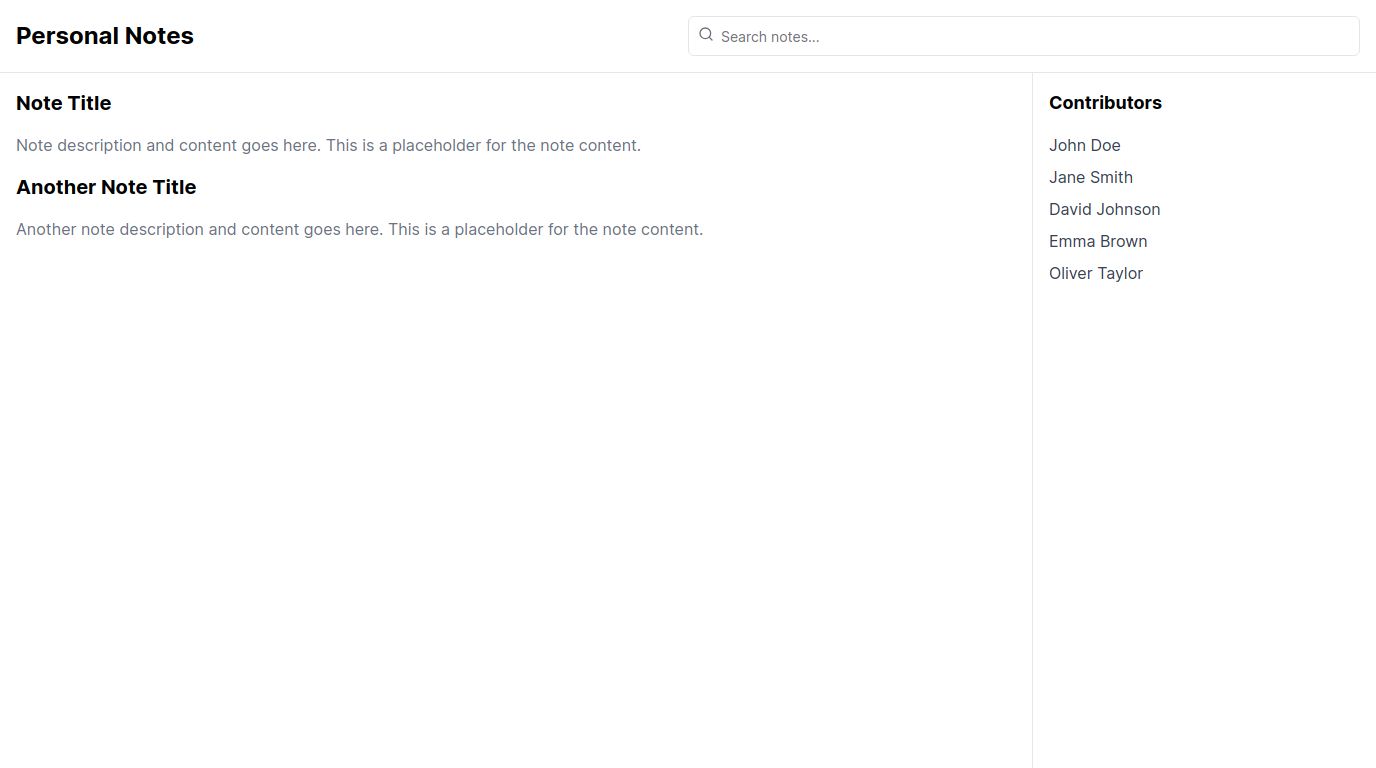 Personal Notes
Search notes...
Note Title
Note description and content goes here. This is a placeholder for the note content.
Another Note Title
Another note description and content goes here. This is a placeholder for the note content.
Contributors
John Doe
Jane Smith
David Johnson
Emma Brown
Oliver Taylor